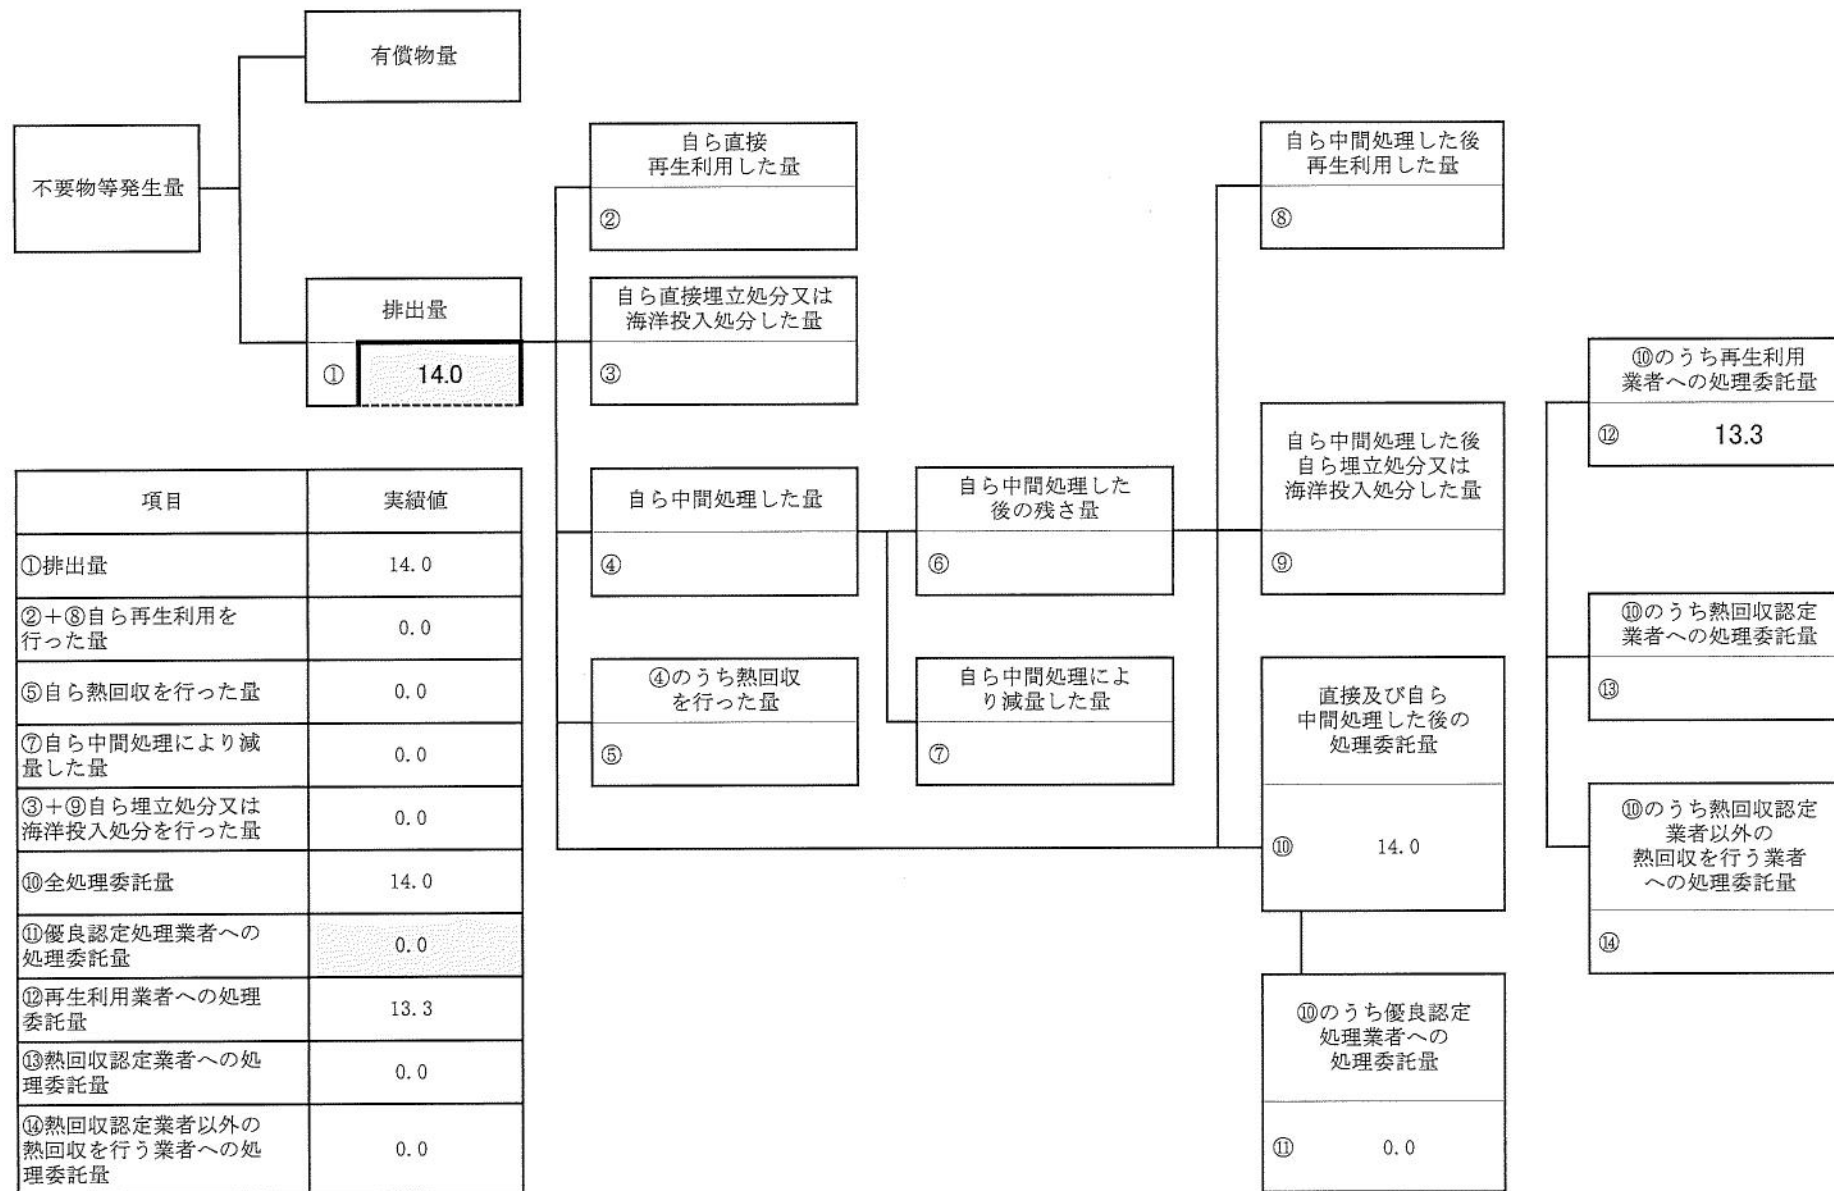 有償物量
不要物等発生量
排出量
① 14.0
自ら直接
再生利用した量
②
自ら直接埋立処分又は
海洋投入処分した量
③
自ら中間処理した量
④
④のうち熱回収
を行った量
⑤
自ら中間処理した
後の残さ量
⑥
自ら中間処理によ
り減量した量
⑦
自ら中間処理した後
再生利用した量
⑧
自ら中間処理した後
自ら埋立処分又は
海洋投入処分した量
⑨
直接及び自ら
中間処理した後の
処理委託量
⑩ 14.0
⑩のうち優良認定
処理業者への
処理委託量
⑪ 0.0
⑩のうち再生利用
業者への処理委託量
⑫ 13.3
⑩のうち熱回収認定
業者への処理委託量
⑬
⑩のうち熱回収認定
業者以外の
熱回収を行う業者
への処理委託量
⑭
項目 実績値
①排出量 14.0
②＋⑧自ら再生利用を
行った量 0.0
⑤自ら熱回収を行った量 0.0
⑦自ら中間処理により減
量した量 0.0
③＋⑨自ら埋立処分又は
海洋投入処分を行った量 0.0
⑩全処理委託量 14.0
⑪優良認定処理業者への
処理委託量 0.0
⑫再生利用業者への処理
委託量 13.3
⑬熱回収認定業者への処
理委託量 0.0
⑭熱回収認定業者以外の
熱回収を行う業者への処
理委託量 0.0